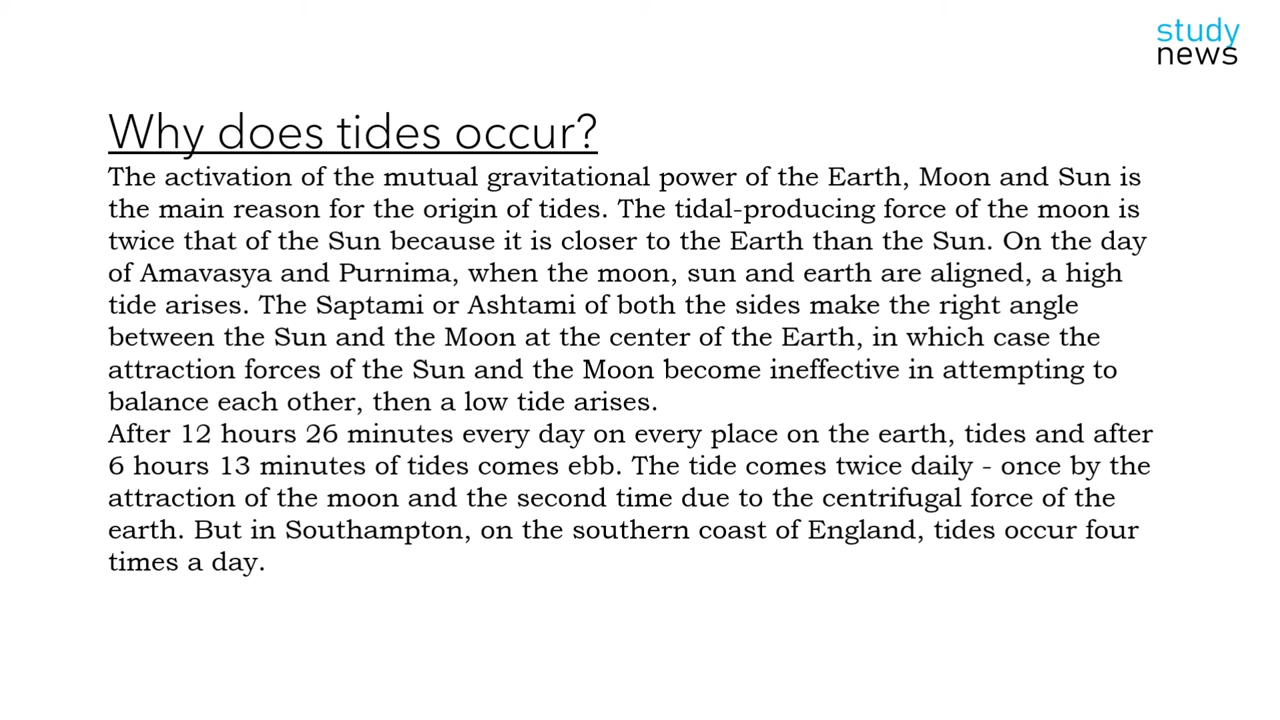 study
news
Why does tides occur?
The activation of the mutual gravitational power of the Earth, Moon and Sun is
the main reason for the origin of tides. The tidal-producing force of the moon is
twice that of the Sun because it is closer to the Earth than the Sun. On the day
of Amavasya and Purnima, when the moon, sun and earth are aligned, a high
tide arises. The Saptami or Ashtami of both the sides make the right angle
between the Sun and the Moon at the center of the Earth, in which case the
attraction forces of the Sun and the Moon become ineffective in attempting to
balance each other, then a low tide arises.
After 12 hours 26 minutes every day on every place on the earth, tides and after
6 hours 13 minutes of tides comes ebb. The tide comes twice daily - once by the
attraction of the moon and the second time due to the centrifugal force of the
earth. But in Southampton, on the southern coast of England, tides occur four
times a day.